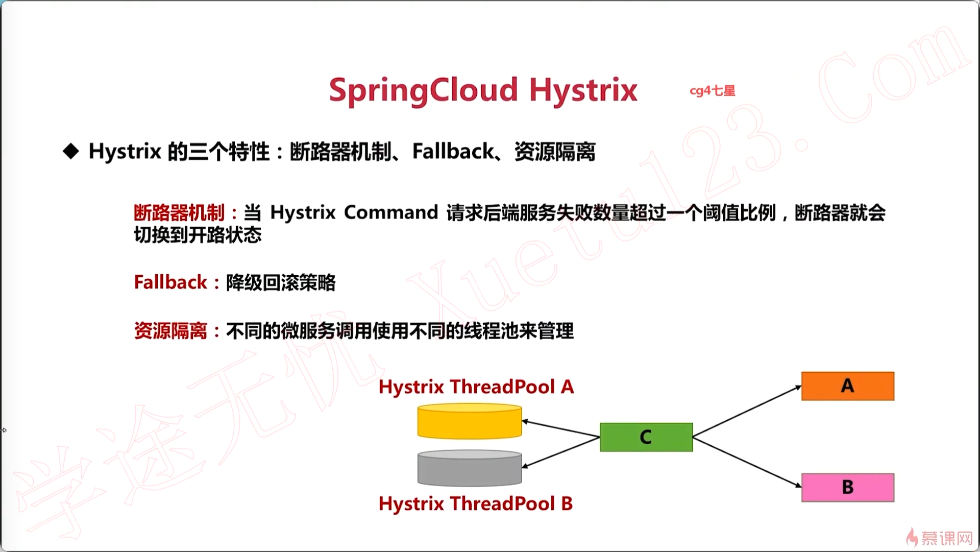 SpringCloud Hystrix
cg4七星
◆ Hystrix 的三个特性：断路器机制、Fallback、资源隔离
断路器机制：当 Hystrix Command 请求后端服务失败数量超过一个阈值比例，断路器就会
切换到开路状态
Fallback：降级回滚策略
资源隔离：不同的微服务调用使用不同的线程池来管理
Hystrix ThreadPool A
A
C
B
Hystrix ThreadPool B
学途无忧 Xuetu123.Com
慕课网